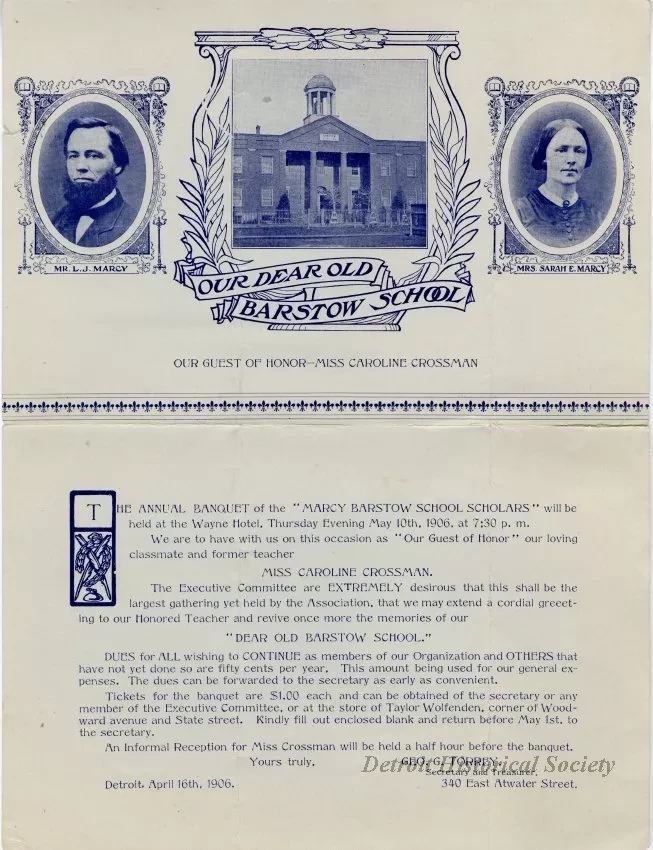 MR. L. J. MARCY
MRS. SARAH E. MARCY
OUR DEAR OLD
BARSTOW SCHOOL
OUR GUEST OF HONOR—MISS CAROLINE CROSSMAN
THE ANNUAL BANQUET of the "MARCY BARSTOW SCHOOL SCHOLARS" will be
held at the Wayne Hotel, Thursday Evening May 10th, 1906, at 7:30 p. m.
We are to have with us on this occasion as "Our Guest of Honor" our loving
classmate and former teacher
MISS CAROLINE CROSSMAN.
The Executive Committee are EXTREMELY desirous that this shall be the
largest gathering yet held by the Association, that we may extend a cordial greet-
ing to our Honored Teacher and revive once more the memories of our
"DEAR OLD BARSTOW SCHOOL."
DUES for ALL wishing to CONTINUE as members of our Organization and OTHERS that
have not yet done so are fifty cents per year. This amount being used for our general ex-
penses. The dues can be forwarded to the secretary as early as convenient.
Tickets for the banquet are $1.00 each and can be obtained of the secretary or any
member of the Executive Committee, or at the store of Taylor Wolfenden, corner of Wood-
ward avenue and State street. Kindly fill out enclosed blank and return before May 1st, to
the secretary.
An Informal Reception for Miss Crossman will be held a half hour before the banquet.
Yours truly, GEO. G. TORREY,
Detroit Historical Society
Secretary and Treasurer.
Detroit, April 16th, 1906. 340 East Atwater Street.